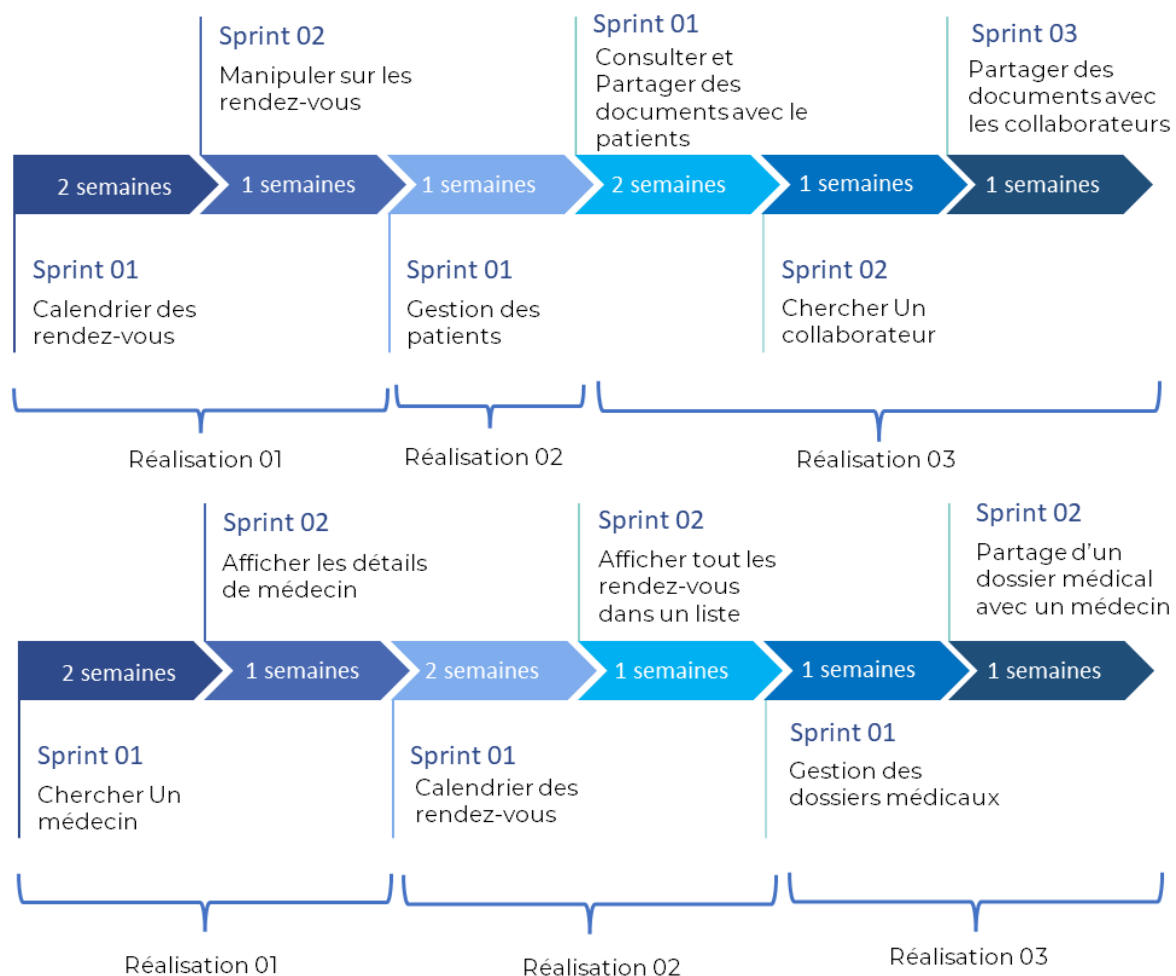 Sprint 02
Manipuler sur les
rendez-vous
Sprint 01
Consulter et
Partager des
documents avec le
patients
Sprint 03
Partager des
documents avec
les collaborateurs
2 semaines
1 semaines
1 semaines
2 semaines
1 semaines
1 semaines
Sprint 01
Calendrier des
rendez-vous
Sprint 01
Gestion des
patients
Sprint 02
Chercher Un
collaborateur
Réalisation 01
Réalisation 02
Réalisation 03
Sprint 02
Afficher les détails
de médecin
Sprint 02
Afficher tout les
rendez-vous
dans un liste
Sprint 02
Partage d’un
dossier médical
avec un médecin
2 semaines
1 semaines
2 semaines
1 semaines
1 semaines
1 semaines
Sprint 01
Chercher Un
médecin
Sprint 01
Calendrier des
rendez-vous
Sprint 01
Gestion des
dossiers médicaux
Réalisation 01
Réalisation 02
Réalisation 03